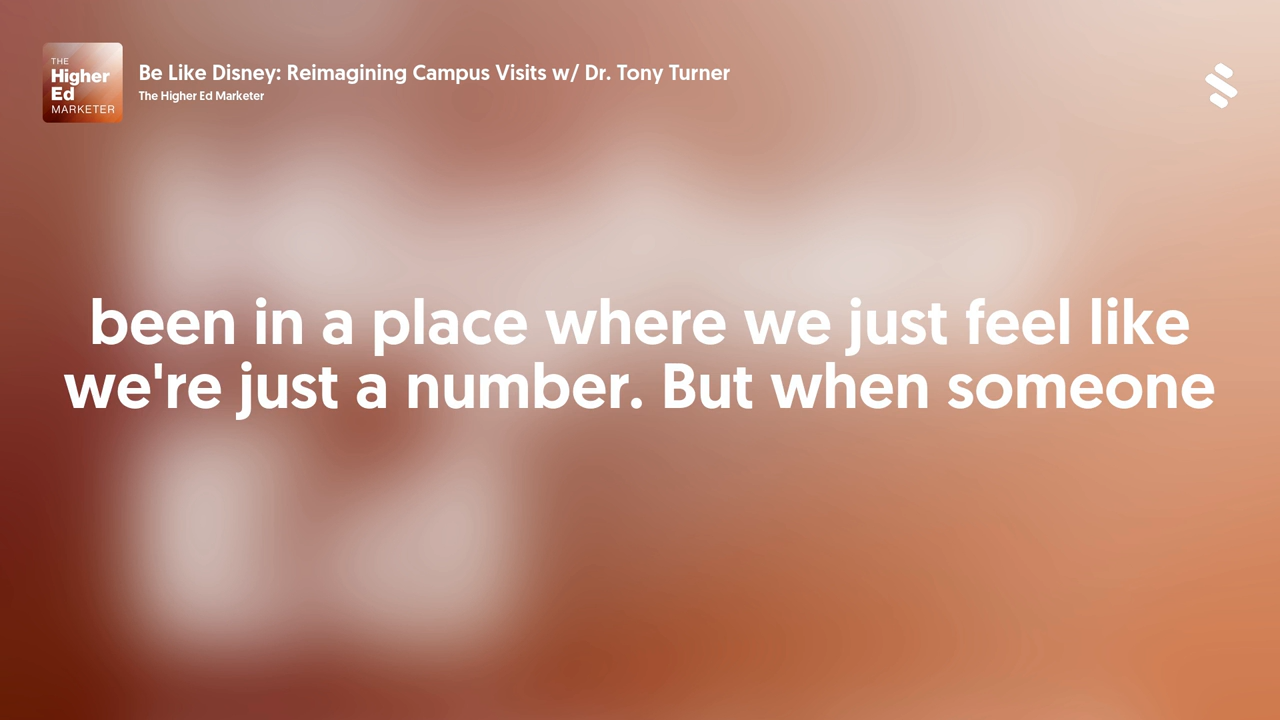 THE
Higher
Ed
MARKETER
Be Like Disney: Reimagining Campus Visits w/ Dr. Tony Turner
The Higher Ed Marketer
been in a place where we just feel like
we're just a number. But when someone